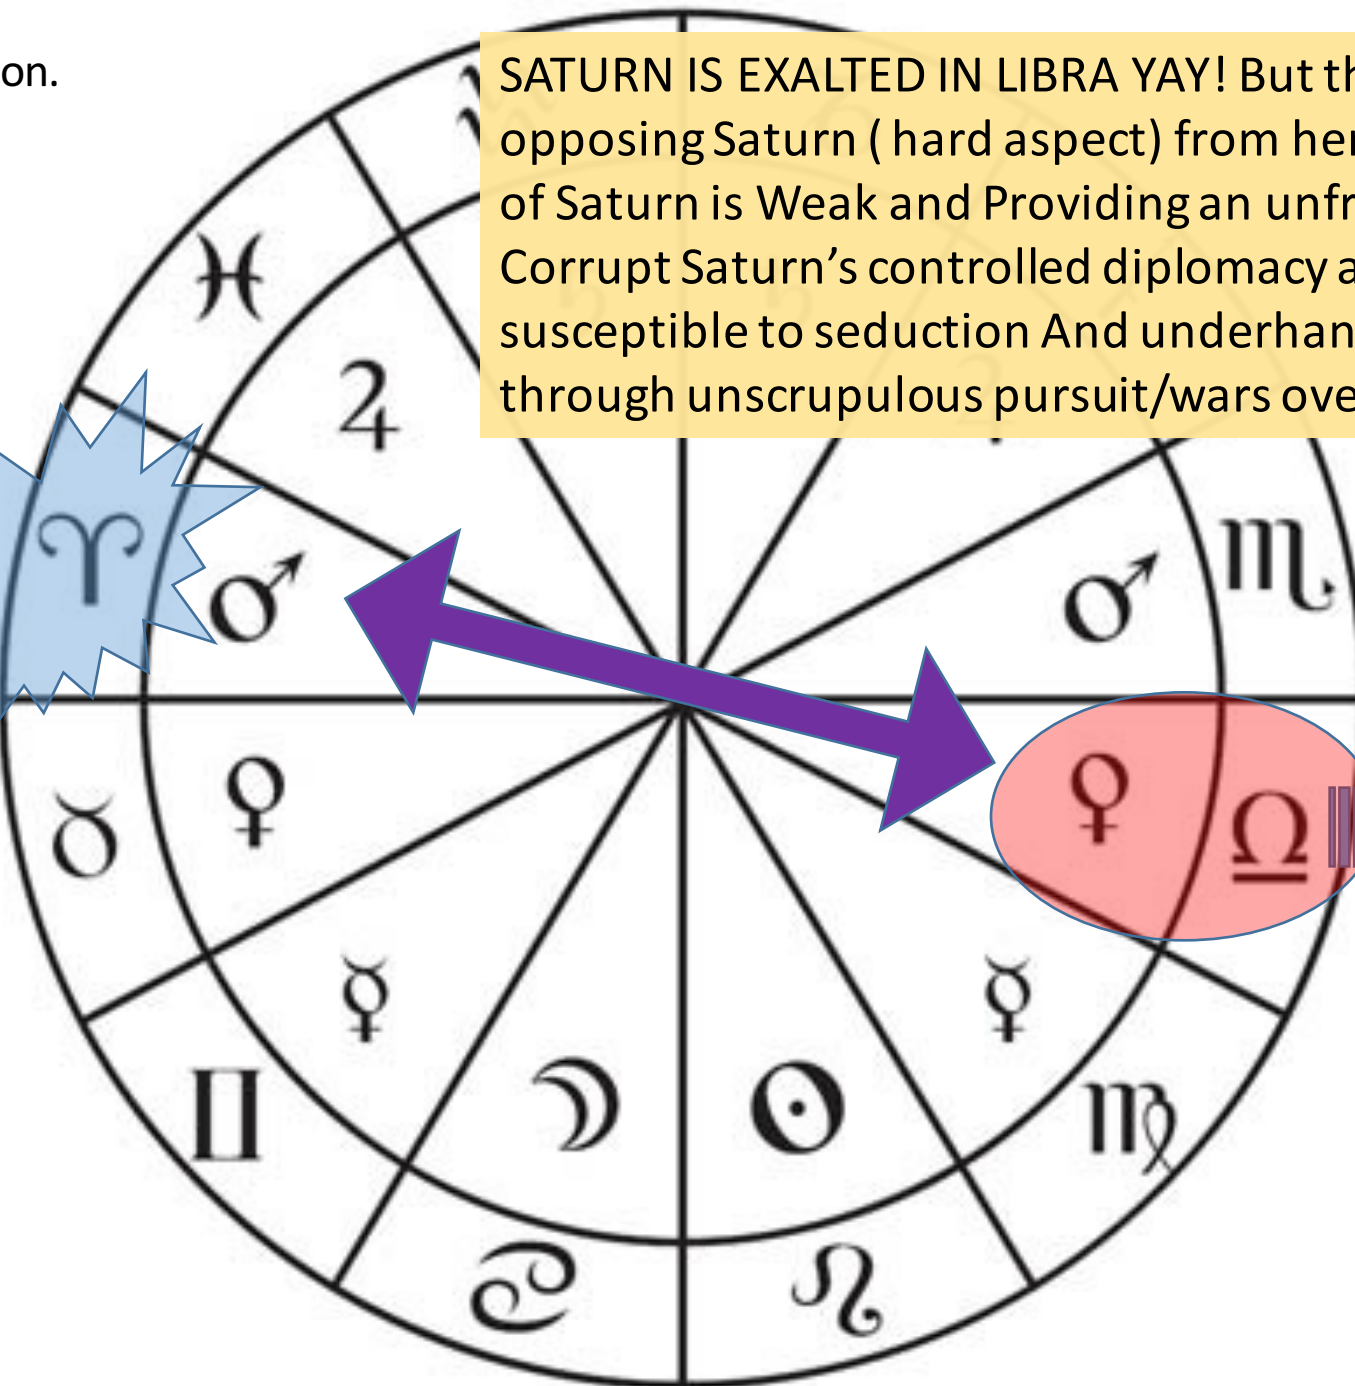 on.
SATURN IS EXALTED IN LIBRA YAY! But th
opposing Saturn ( hard aspect) from her
of Saturn is Weak and Providing an unfr
Corrupt Saturn’s controlled diplomacy a
susceptible to seduction And underhan
through unscrupulous pursuit/wars ove